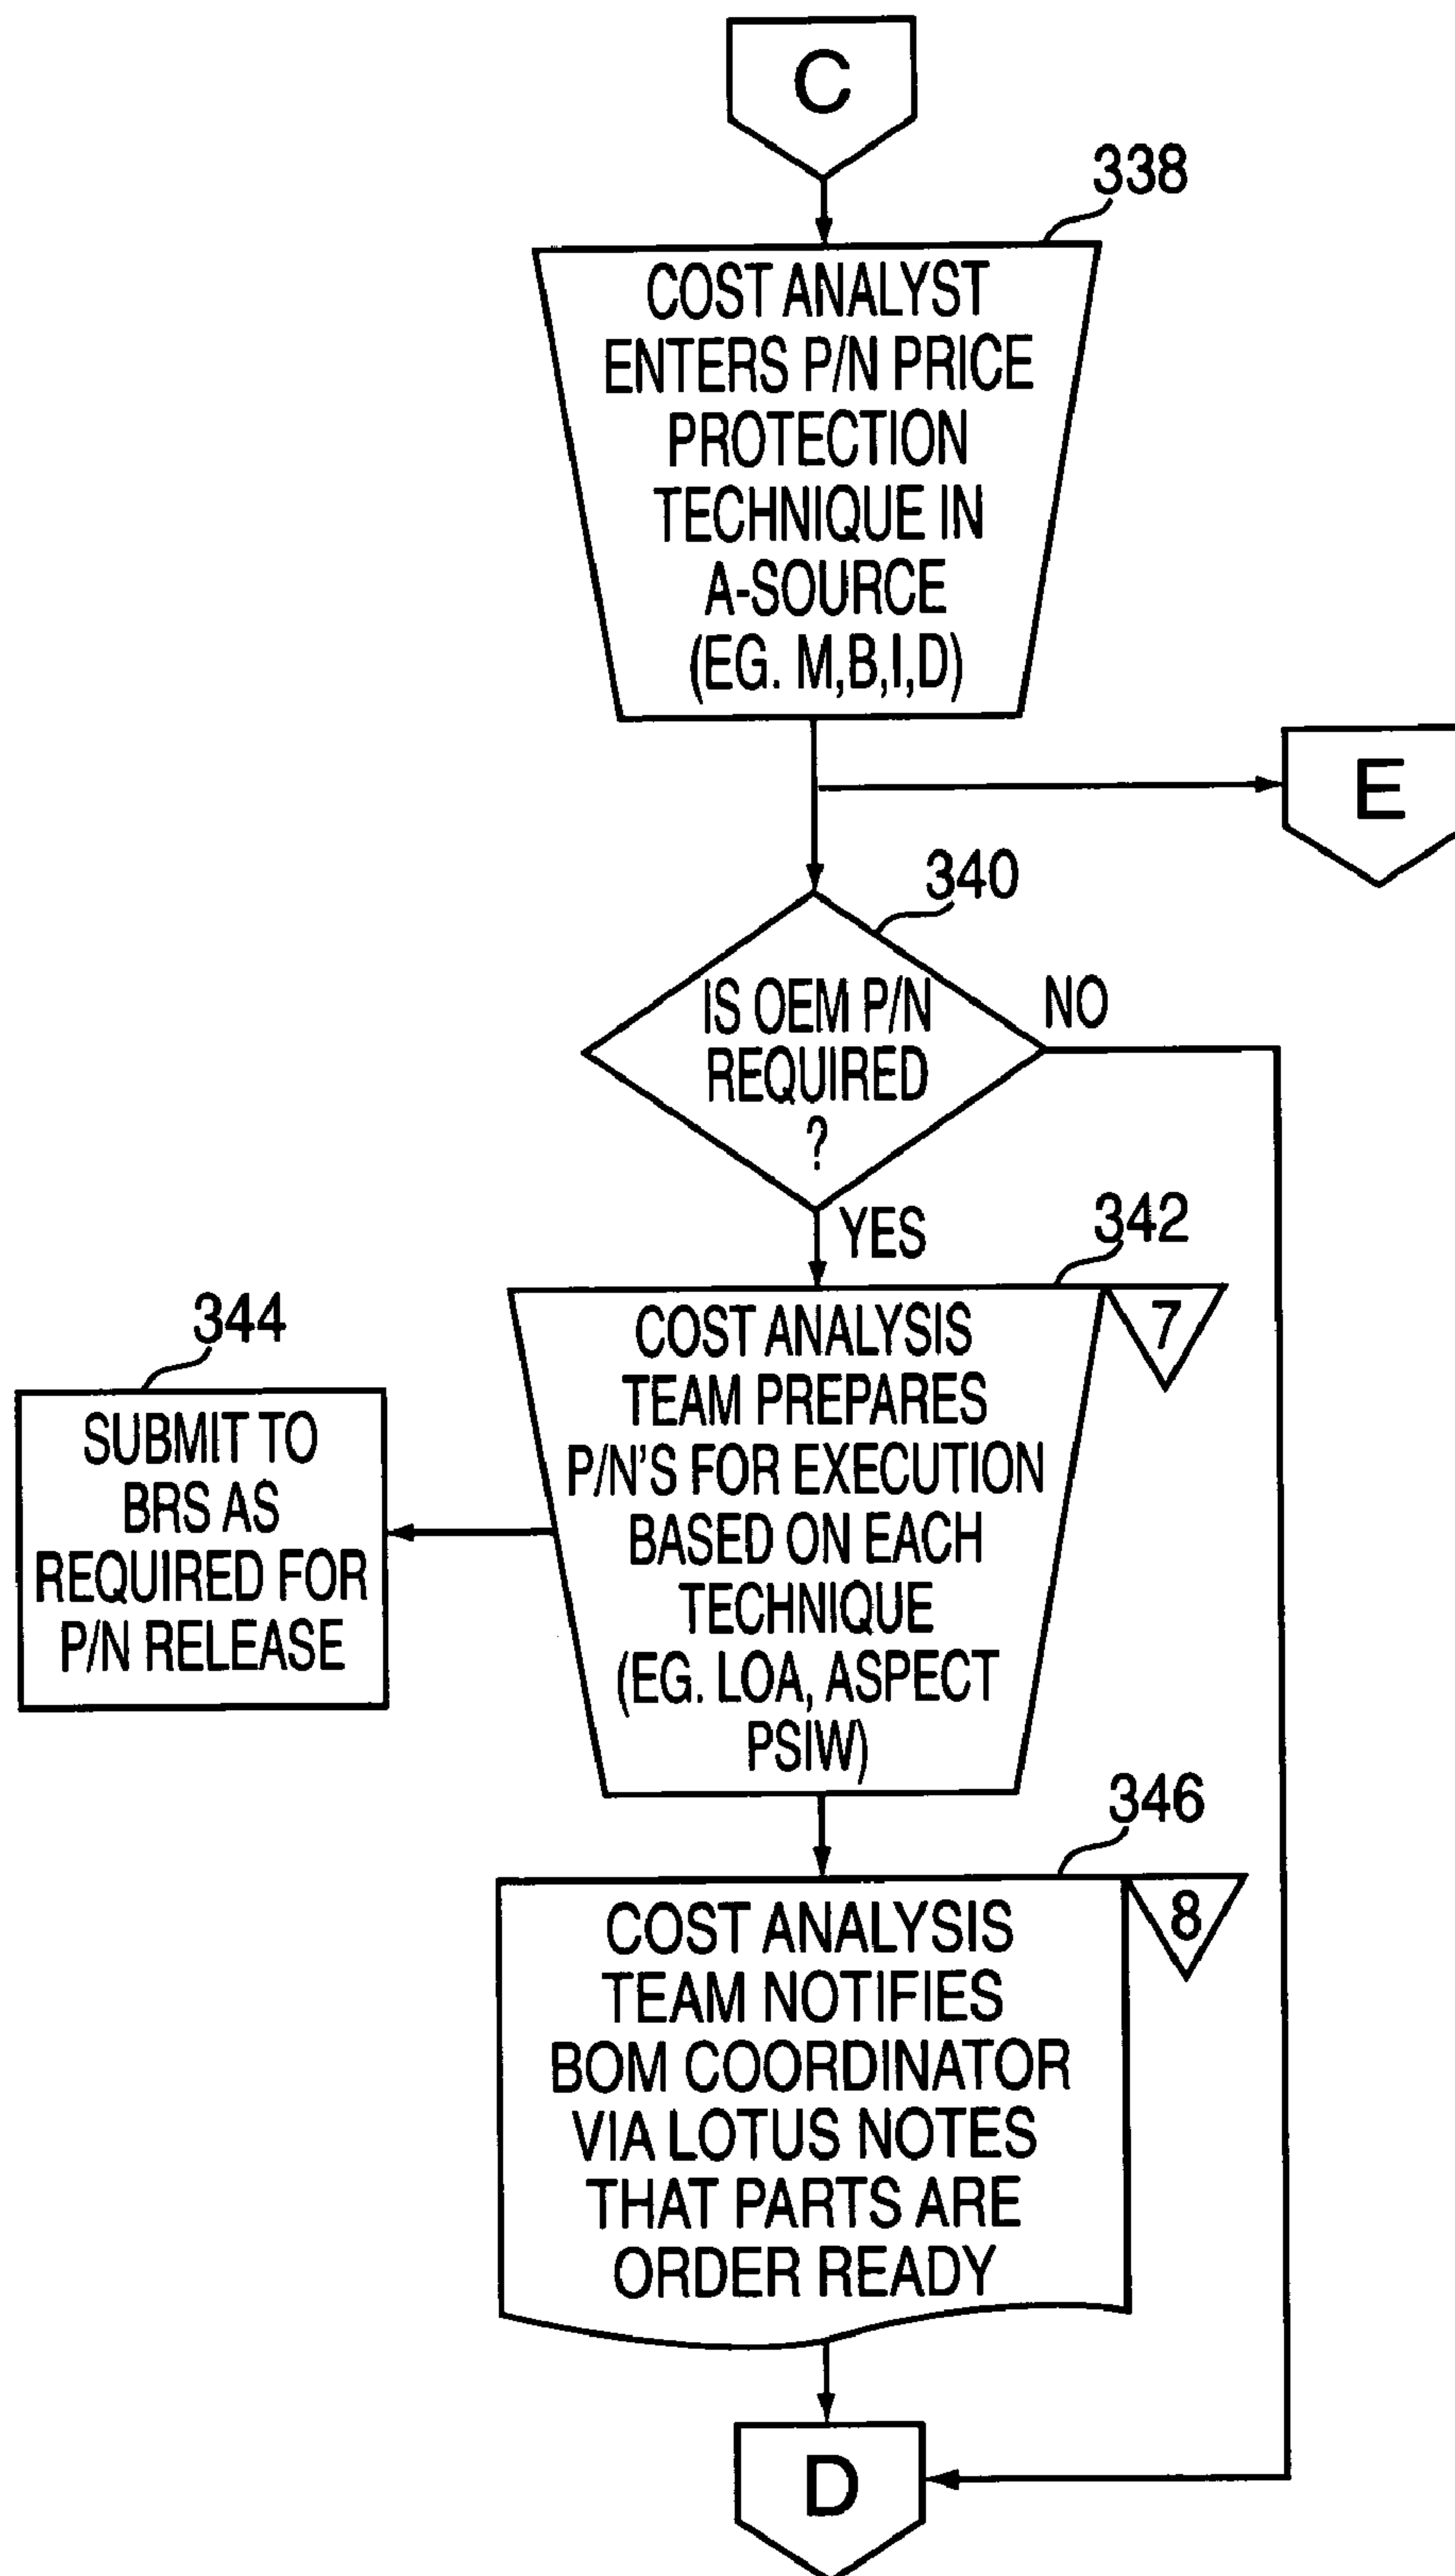 C
338
COST ANALYST
ENTERS P/N PRICE
PROTECTION
TECHNIQUE IN
A-SOURCE
(EG. M,B,I,D)
E
340
IS OEM P/N
REQUIRED
?
NO
YES
342
7
COST ANALYSIS
TEAM PREPARES
P/N'S FOR EXECUTION
BASED ON EACH
TECHNIQUE
(EG. LOA, ASPECT
PSIW)
344
SUBMIT TO
BRS AS
REQUIRED FOR
P/N RELEASE
346
8
COST ANALYSIS
TEAM NOTIFIES
BOM COORDINATOR
VIA LOTUS NOTES
THAT PARTS ARE
ORDER READY
D